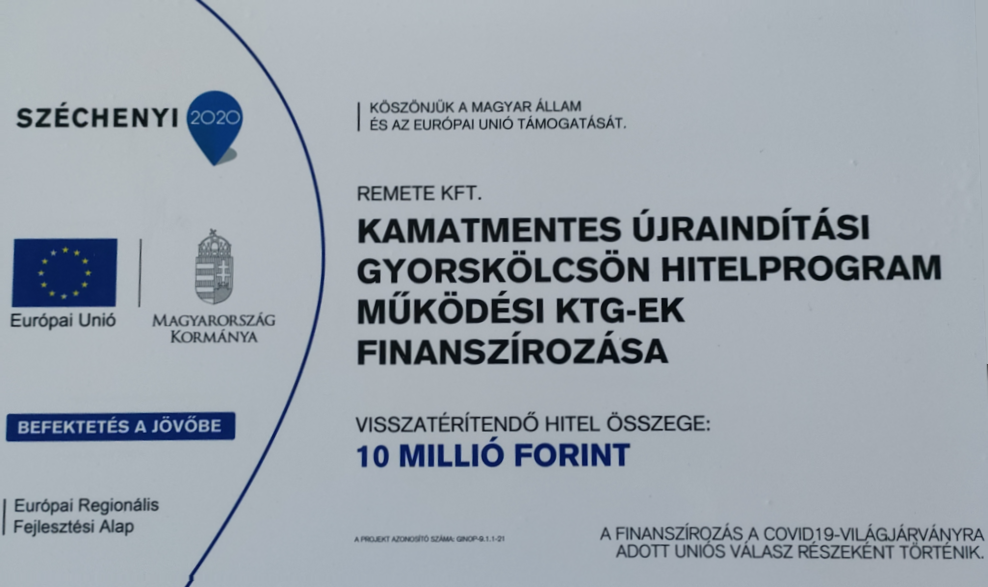 SZÉCHENYI 2020
KÖSZÖNJÜK A MAGYAR ÁLLAM
ÉS AZ EURÓPAI UNIÓ TÁMOGATÁSÁT.
REMETE KFT.
KAMATMENTES ÚJRAINDÍTÁSI
GYORSKÖLCSÖN HITELPROGRAM
MŰKÖDÉSI KTG-EK
FINANSZÍROZÁSA
Európai Unió
MAGYARORSZÁG
KORMÁNYA
BEFEKTETÉS A JÖVŐBE
VISSZATÉRÍTENDŐ HITEL ÖSSZEGE:
10 MILLIÓ FORINT
Európai Regionális
Fejlesztési Alap
A PROJEKT AZONOSÍTÓ SZÁMA: GINOP-9.1.1-21
A FINANSZÍROZÁS A COVID19-VILÁGJÁRVÁNYRA
ADOTT UNIÓS VÁLASZ RÉSZEKÉNT TÖRTÉNIK.